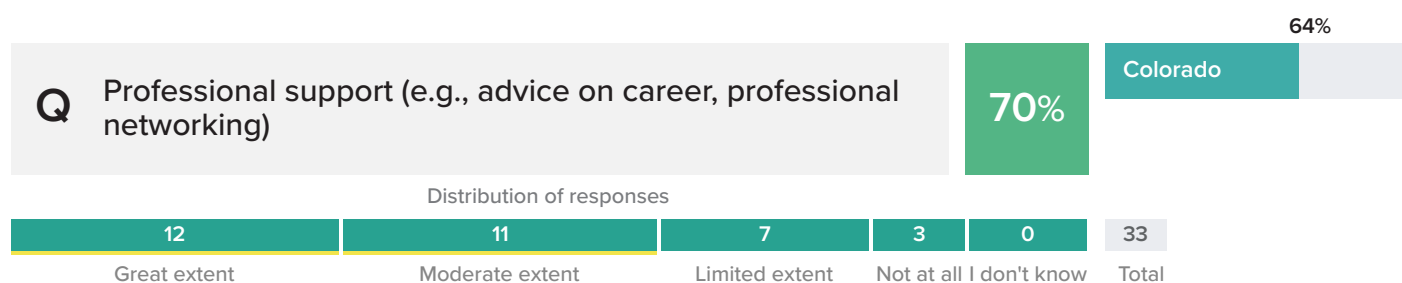 64%
Q
Professional support (e.g., advice on career, professional
networking)
70%
Colorado
Distribution of responses
12 11 7 3 0 33
Great extent Moderate extent Limited extent Not at all I don't know Total